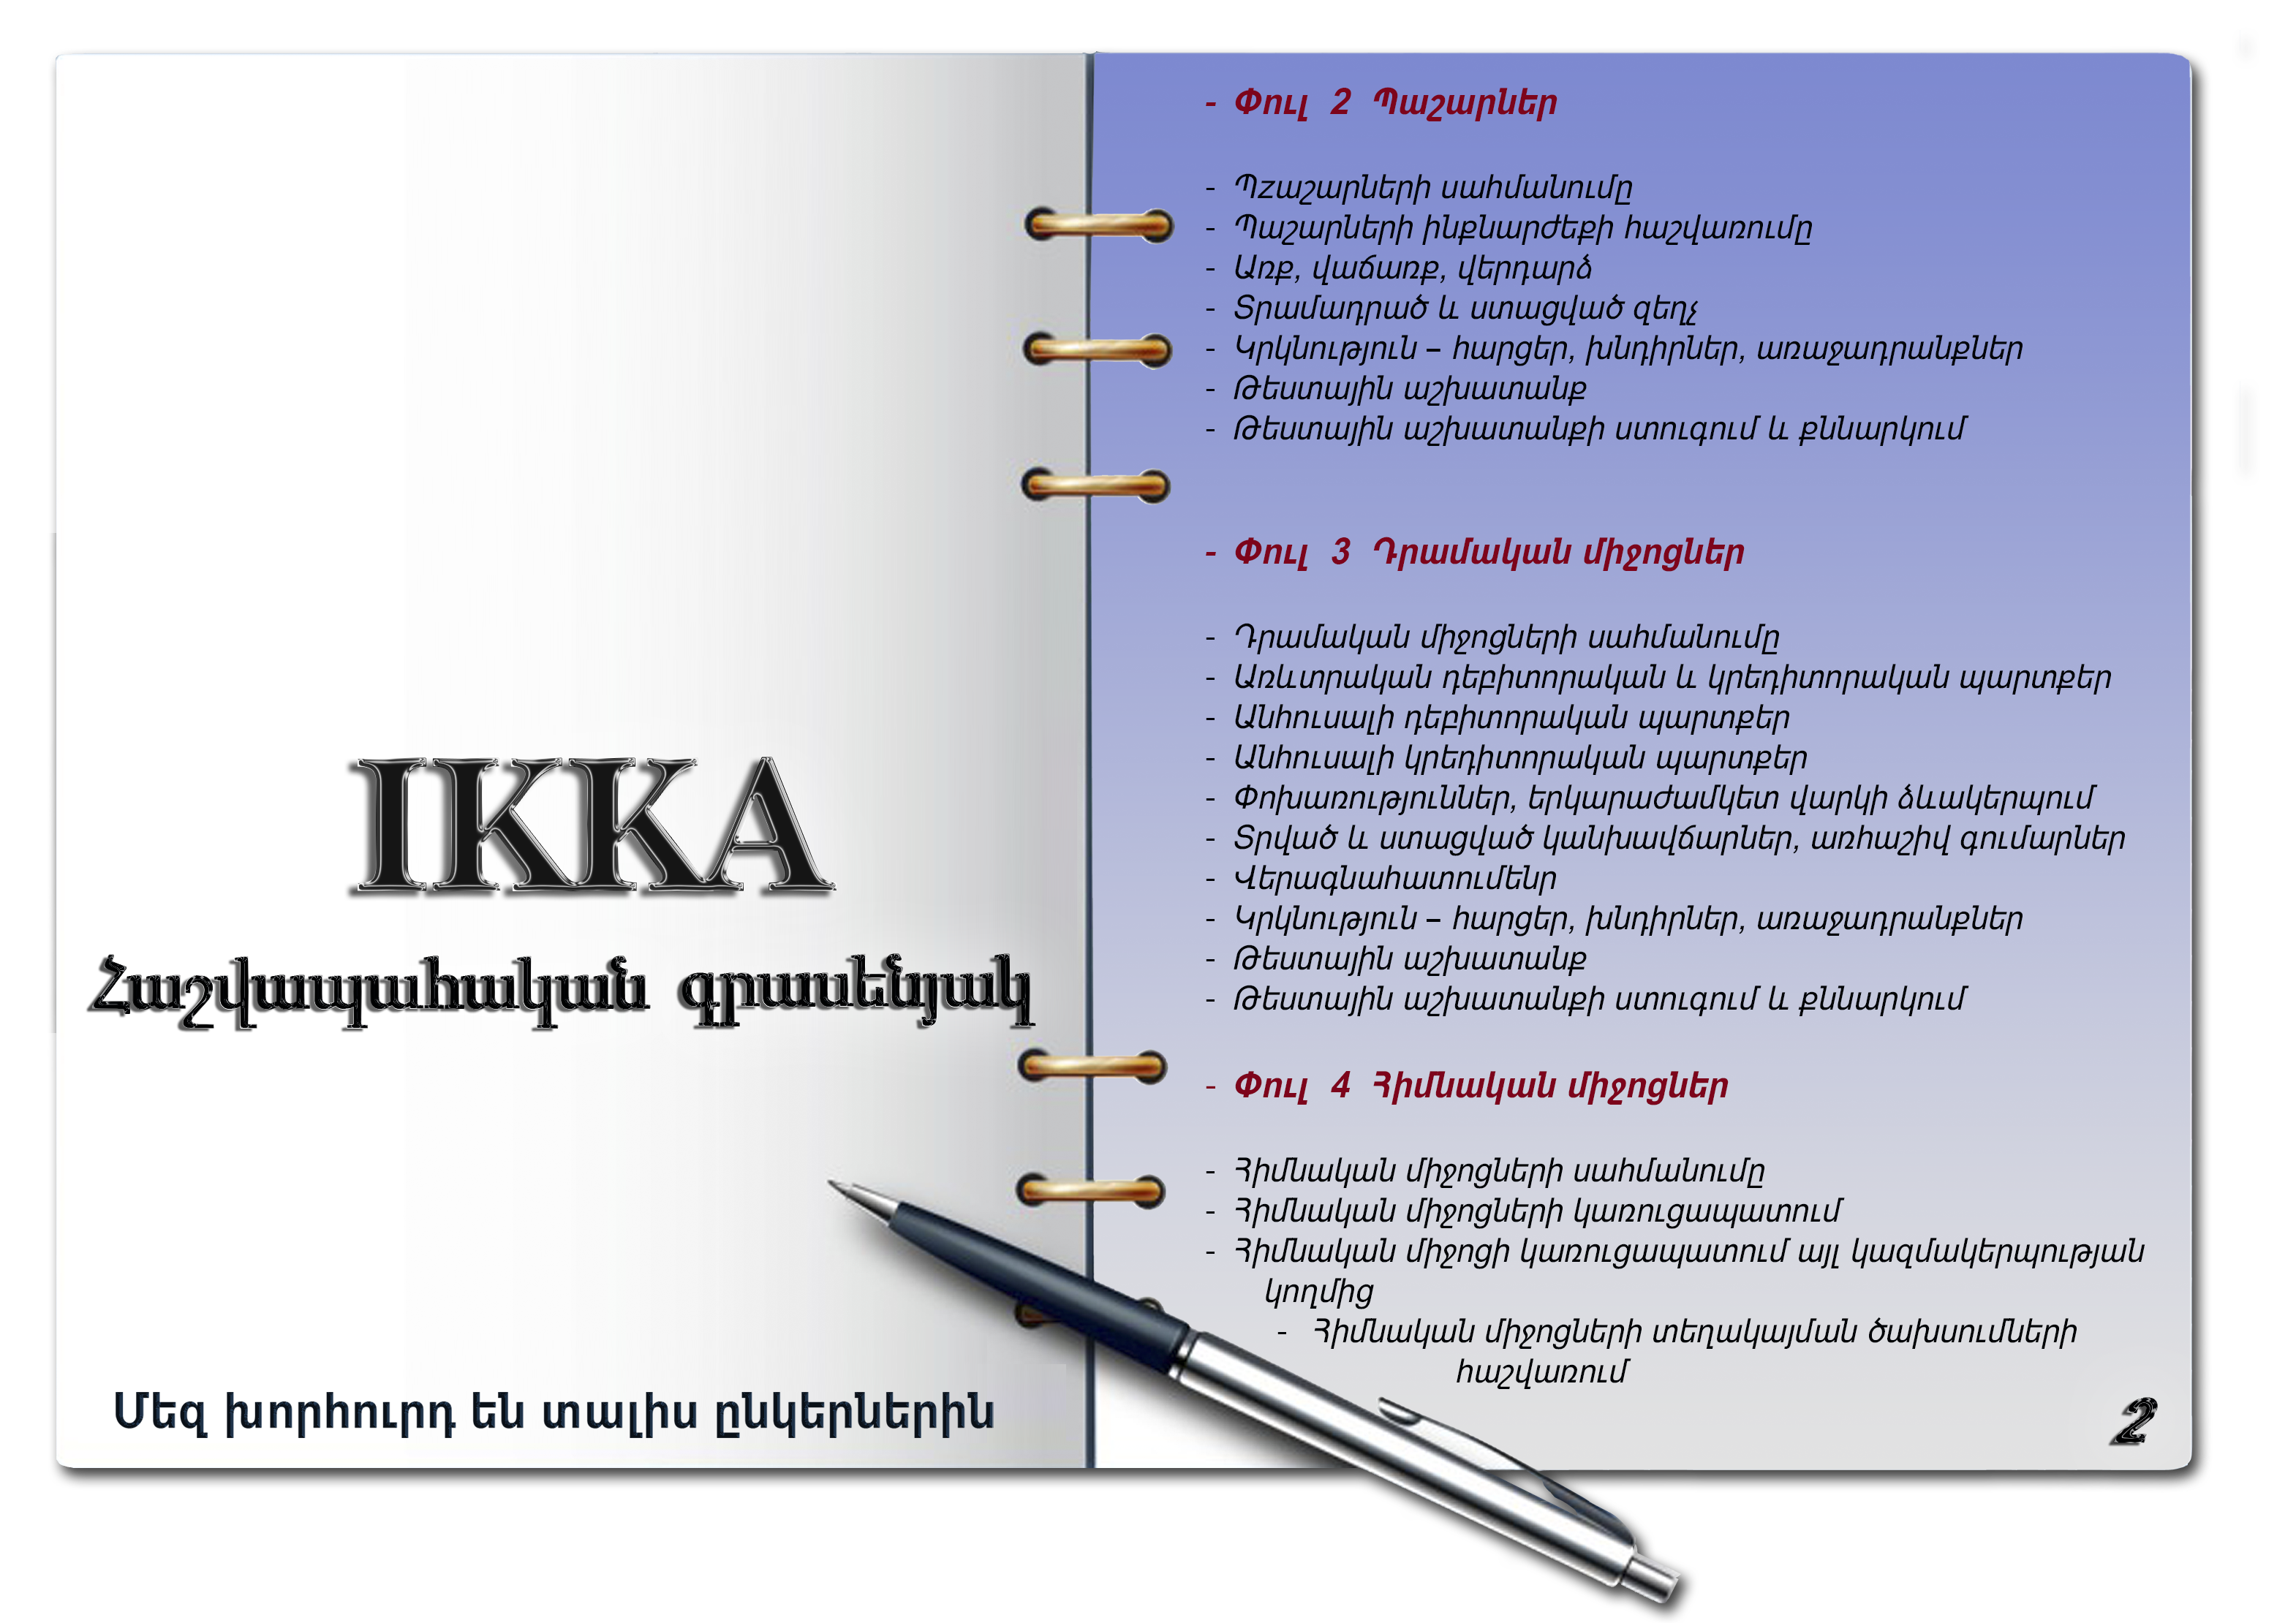 IKKA
Հաշվապահական գրասենյակ
Մեզ խորհուրդ են տալիս ընկերներին
- Փուլ 2 Պաշարներ
- Պzաշարների սահմանումը
- Պաշարների ինքնարժեքի հաշվառումը
- Առք, վաճառք, վերդարձ
- Տրամադրած և ստացված զեղչ
- Կրկնություն – հարցեր, խնդիրներ, առաջադրանքներ
- Թեստային աշխատանք
- Թեստային աշխատանքի ստուգում և քննարկում
- Փուլ 3 Դրամական միջոցներ
- Դրամական միջոցների սահմանումը
- Առևտրական դեբիտորական և կրեդիտորական պարտքեր
- Անհուսալի դեբիտորական պարտքեր
- Անհուսալի կրեդիտորական պարտքեր
- Փոխառություններ, երկարաժամկետ վարկի ձևակերպում
- Տրված և ստացված կանխավճարներ, առհաշիվ գումարներ
- Վերագնահատումենր
- Կրկնություն – հարցեր, խնդիրներ, առաջադրանքներ
- Թեստային աշխատանք
- Թեստային աշխատանքի ստուգում և քննարկում
- Փուլ 4 Հիմնական միջոցներ
- Հիմնական միջոցների սահմանումը
- Հիմնական միջոցների կառուցապատում
- Հիմնական միջոցի կառուցապատում այլ կազմակերպության
կողմից
- Հիմնական միջոցների տեղակայման ծախսումների
հաշվառում
2